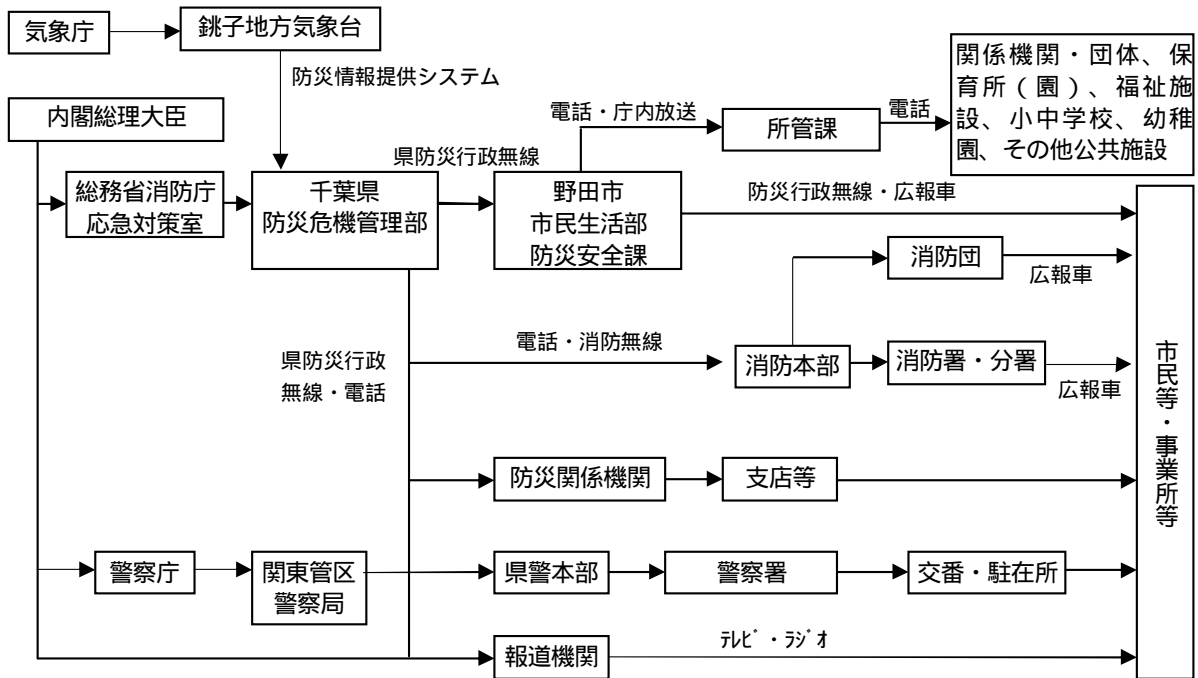 気象庁
銚子地方気象台
防災情報提供システム
内閣総理大臣
電話・庁内放送
所管課
電話
関係機関・団体、保
育所(園)、福祉施
設、小中学校、幼稚
園、その他公共施設
総務省消防庁
応急対策室
千葉県
防災危機管理部
県防災行政無線
野田市
市民生活部
防災安全課
防災行政無線・広報車
消防団
広報車
県防災行政
無線・電話
電話・消防無線
消防本部
消防署・分署
広報車
市民等・事業所等
防災関係機関
支店等
警察庁
関東管区
警察局
県警本部
警察署
交番・駐在所
報道機関
テレビ・ラジオ